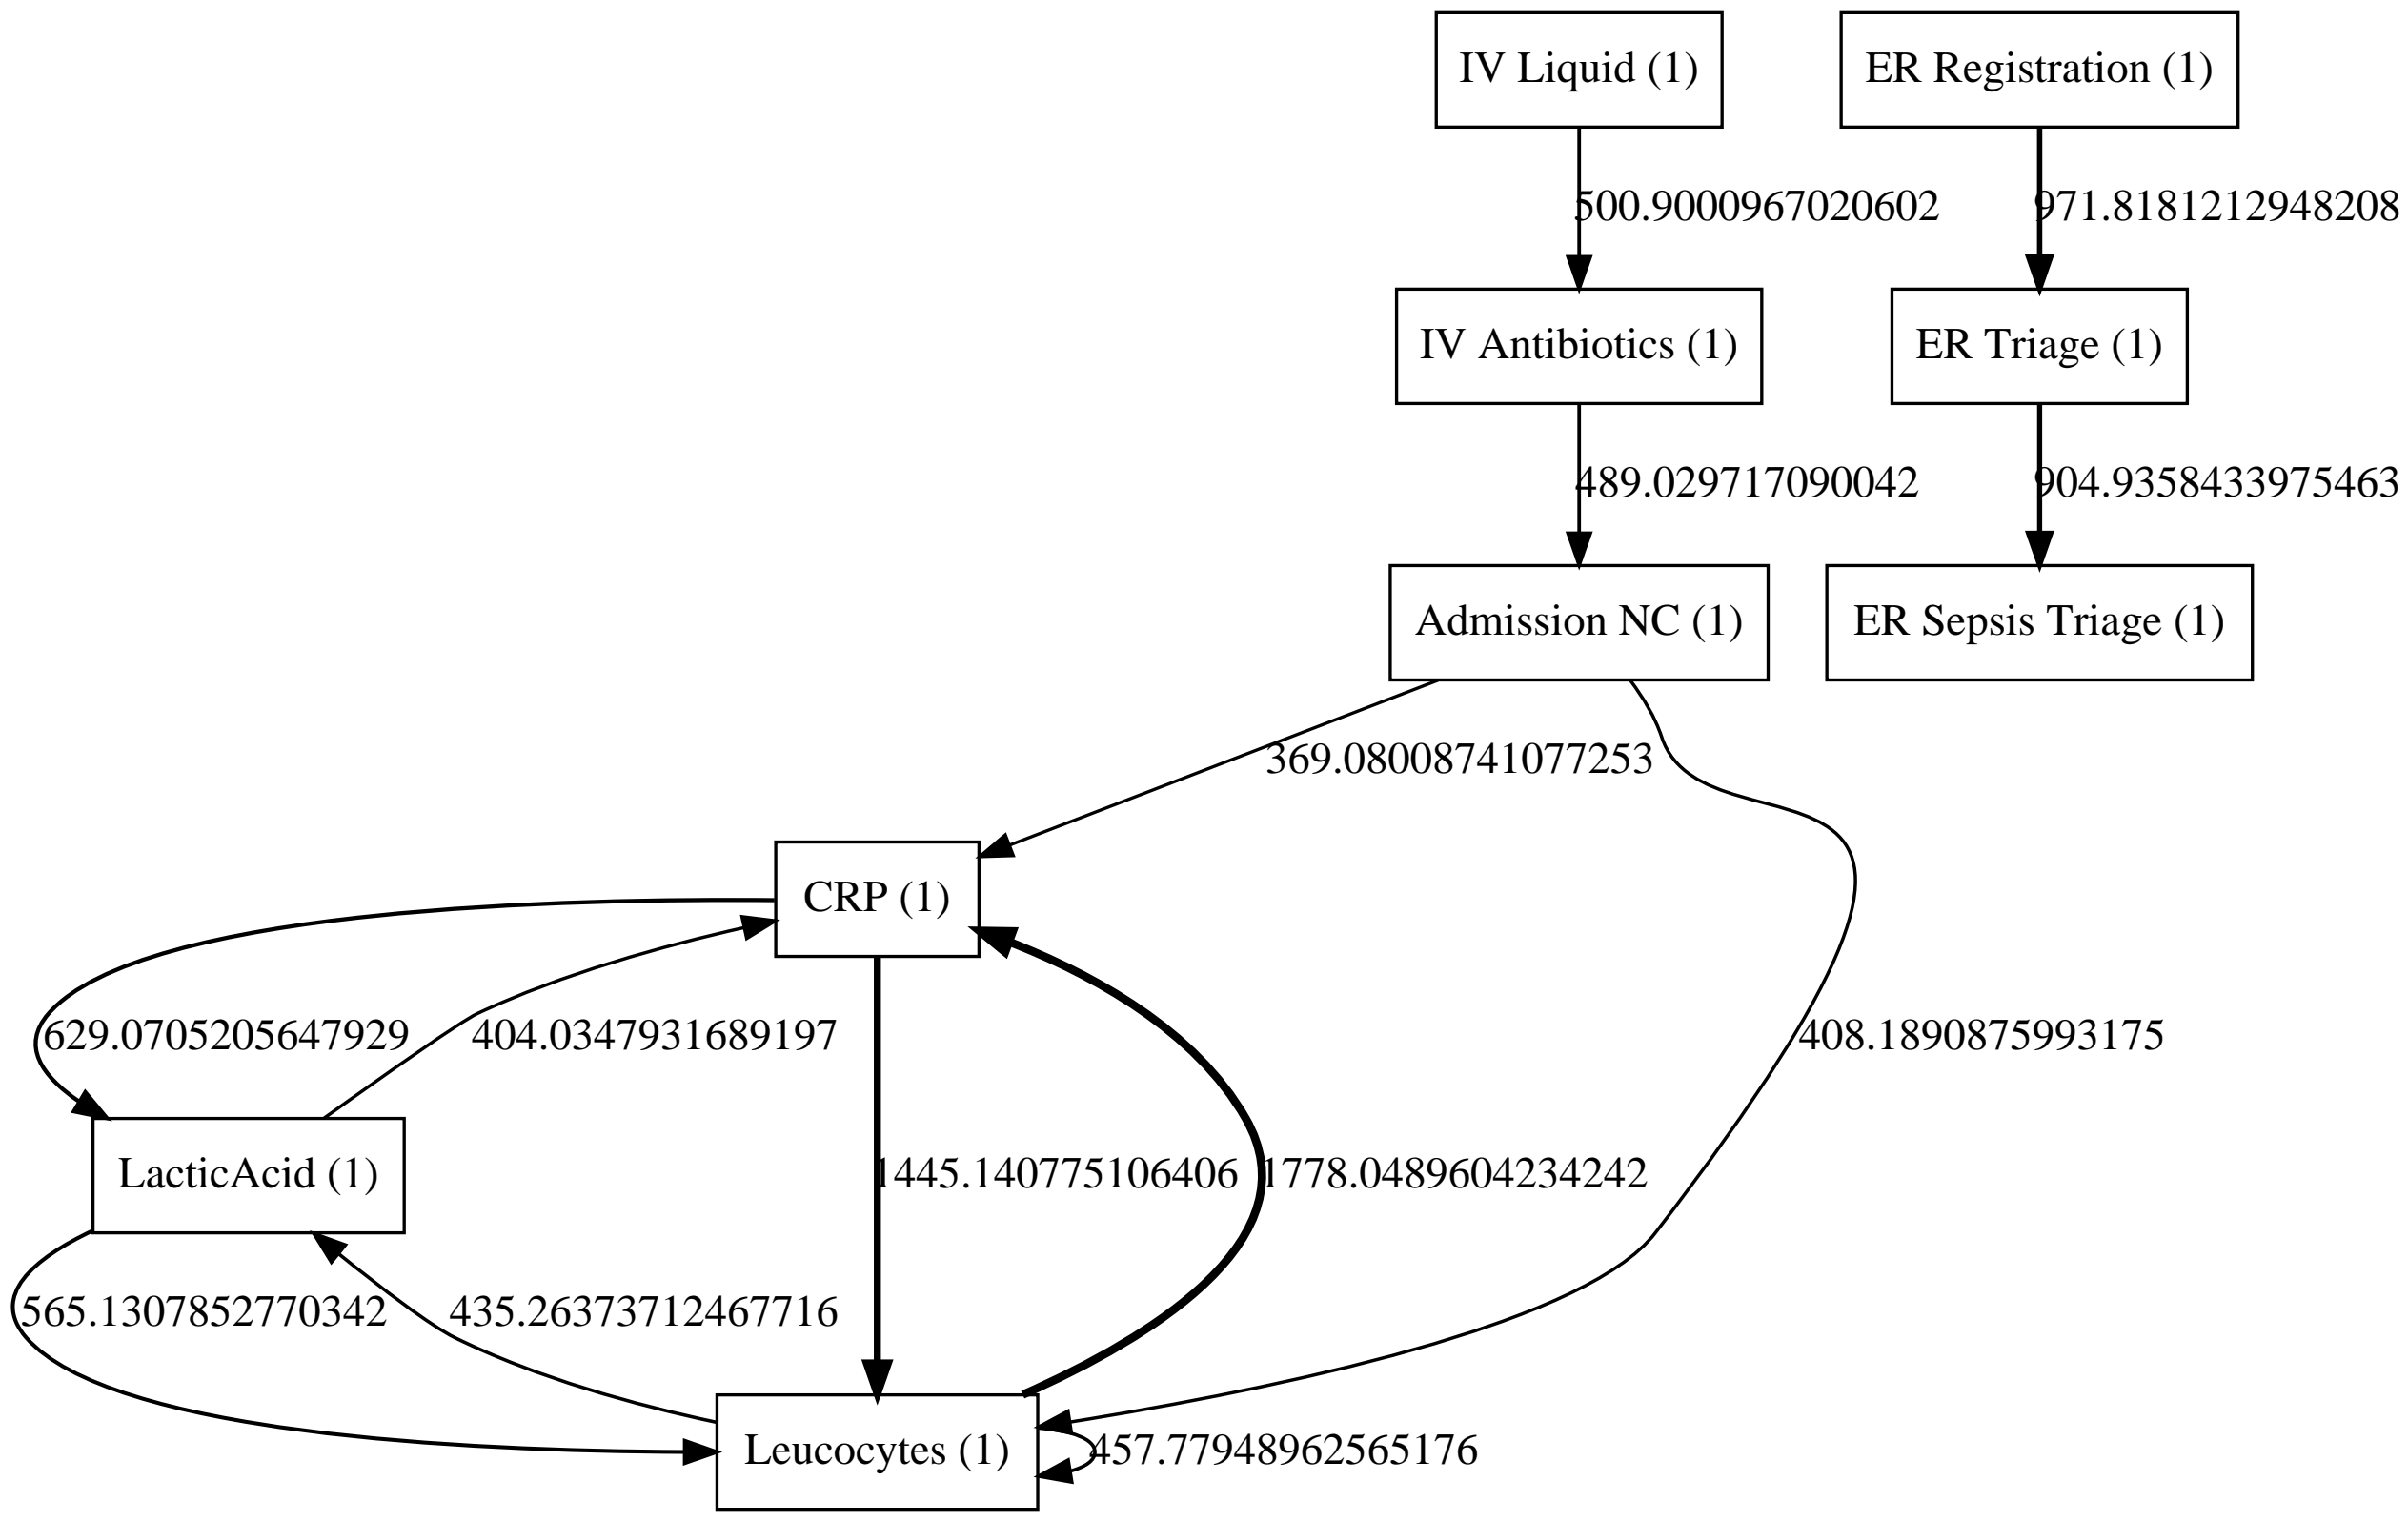 IV Liquid (1)
ER Registration (1)
500.9000967020602
971.8181212948208
IV Antibiotics (1)
ER Triage (1)
489.029717090042
904.9358433975463
Admission NC (1)
ER Sepsis Triage (1)
369.08008741077253
CRP (1)
629.0705205647929
404.0347931689197
408.1890875993175
LacticAcid (1)
1445.140775106406
1778.0489604234242
565.1307852770342
435.26373712467716
Leucocytes (1)
457.77948962565176